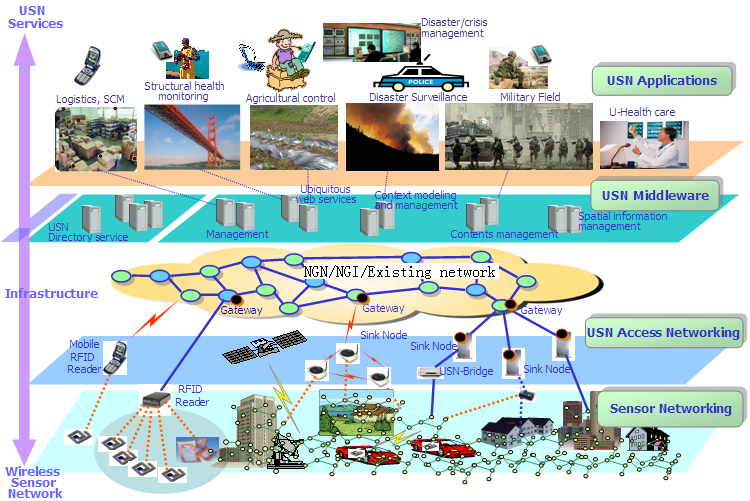 USN
Services
Disaster/crisis
management
USN Applications
Structural health
monitoring
Logistics, SCM
Agricultural control
POLICE
Disaster Surveillance
Military Field
U-Health care
USN Middleware
Ubiquitous
web services
Context modeling
and management
USN
Directory service
Management
Contents management
Spatial information
management
NGN/NGI/Existing network
Infrastructure
Gateway
Gateway
Gateway
USN Access Networking
Mobile
RFID
Reader
Sink Node
Sink Node
USN-Bridge
Sink Node
RFID
Reader
Sensor Networking
Wireless
Sensor
Network